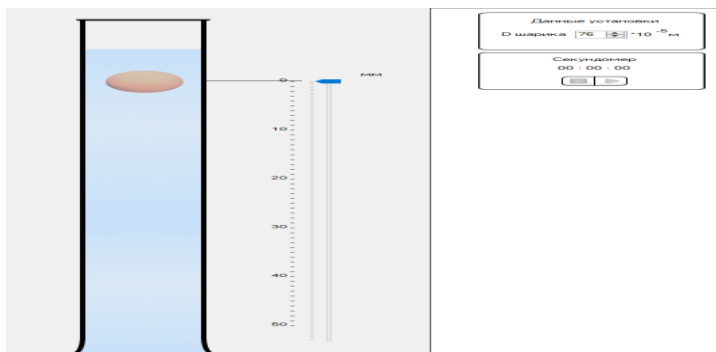 Данные установки
D шарика 76 *10 -5 м
Секундомер
00 : 00 : 00
мм
0
10
20
30
40
50